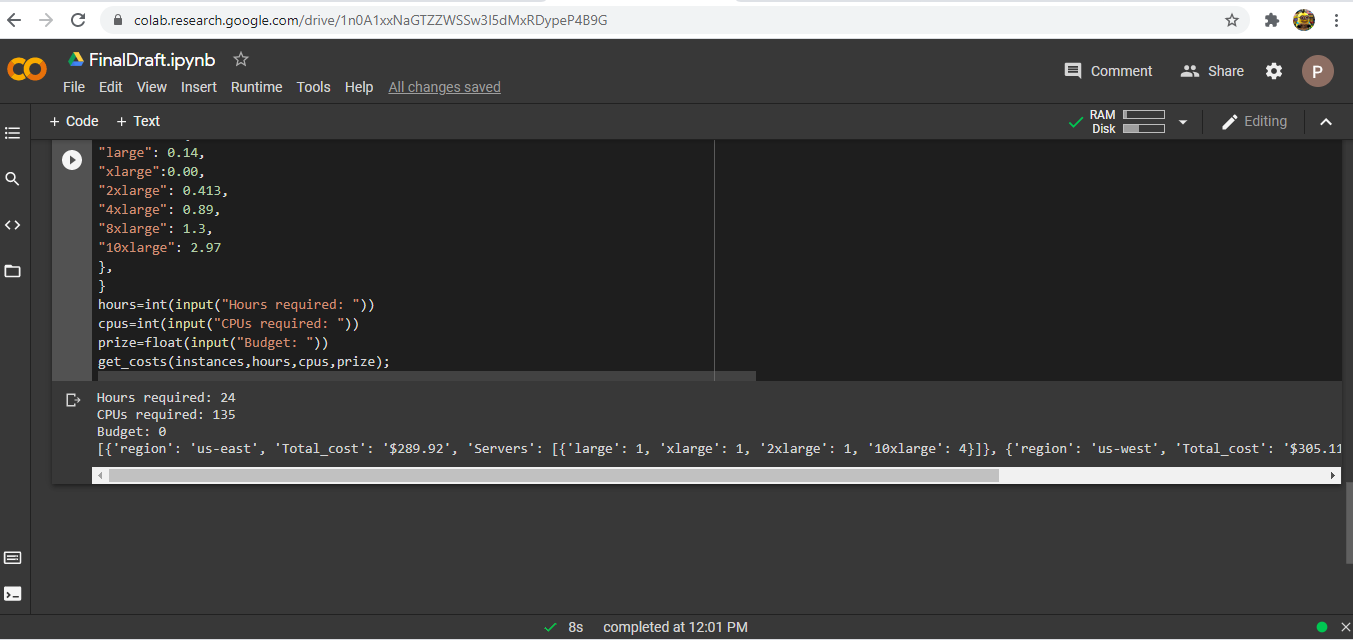 colab.research.google.com/drive/1n0A1xxNaGTZZWSSw3I5dMxRDypeP4B9G
FinalDraft.ipynb
File Edit View Insert Runtime Tools Help All changes saved
Comment Share P
+ Code + Text
RAM
Disk
Editing
"large": 0.14,
"xlarge":0.00,
"2xlarge": 0.413,
"4xlarge": 0.89,
"8xlarge": 1.3,
"10xlarge": 2.97
},
}
hours=int(input("Hours required: "))
cpus=int(input("CPUs required: "))
prize=float(input("Budget: "))
get_costs(instances,hours,cpus,prize);
Hours required: 24
CPUs required: 135
Budget: 0
[{'region': 'us-east', 'Total_cost': '$289.92', 'Servers': [{'large': 1, 'xlarge': 1, '2xlarge': 1, '10xlarge': 4}]}, {'region': 'us-west', 'Total_cost': '$305.11
8s completed at 12:01 PM